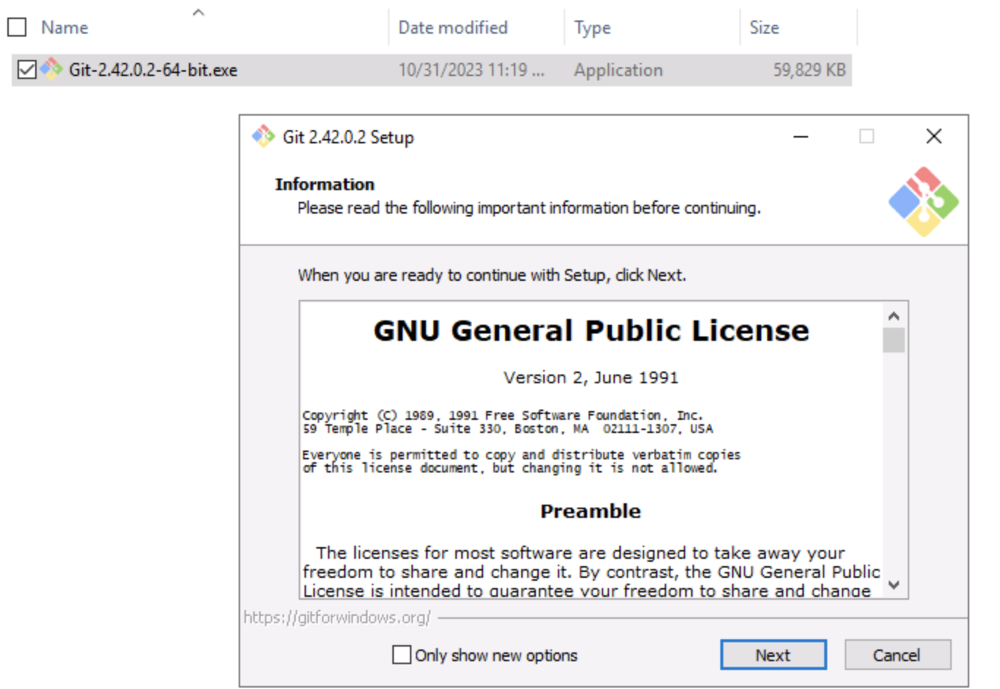 Name Date modified Type Size
Git-2.42.0.2-64-bit.exe 10/31/2023 11:19 ... Application 59,829 KB
Git 2.42.0.2 Setup
Information
Please read the following important information before continuing.
When you are ready to continue with Setup, click Next.
GNU General Public License
Version 2, June 1991
Copyright (C) 1989, 1991 Free Software Foundation, Inc.
59 Temple Place - Suite 330, Boston, MA  02111-1307, USA
Everyone is permitted to copy and distribute verbatim copies
of this license document, but changing it is not allowed.
Preamble
The licenses for most software are designed to take away your
freedom to share and change it. By contrast, the GNU General Public
License is intended to guarantee your freedom to share and change
https://gitforwindows.org/
Only show new options Next Cancel